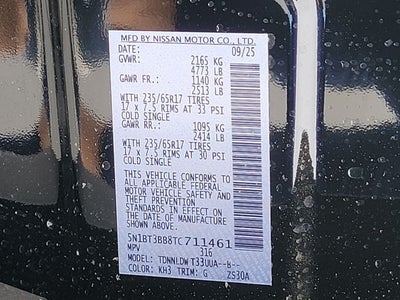 MFD BY NISSAN MOTOR CO., LTD.
DATE: 09/25
GVWR: 2165 KG
4773 LB
GAWR FR.: 1140 KG
2513 LB
WITH 235/65R17 TIRES
17 x 7.5 RIMS AT 33 PSI
COLD SINGLE
GAWR RR.: 1095 KG
2414 LB
WITH 235/65R17 TIRES
17 x 7.5 RIMS AT 30 PSI
COLD SINGLE
THIS VEHICLE CONFORMS TO
ALL APPLICABLE FEDERAL
MOTOR VEHICLE SAFETY AND
THEFT PREVENTION
STANDARDS IN EFFECT ON
THE DATE OF MANUFACTURE
SHOWN ABOVE.
5N1BT3BB8TC711461
MPV 316
MODEL: TDNNLDWT33UUA--B--
COLOR: KH3 TRIM: G ZS30A